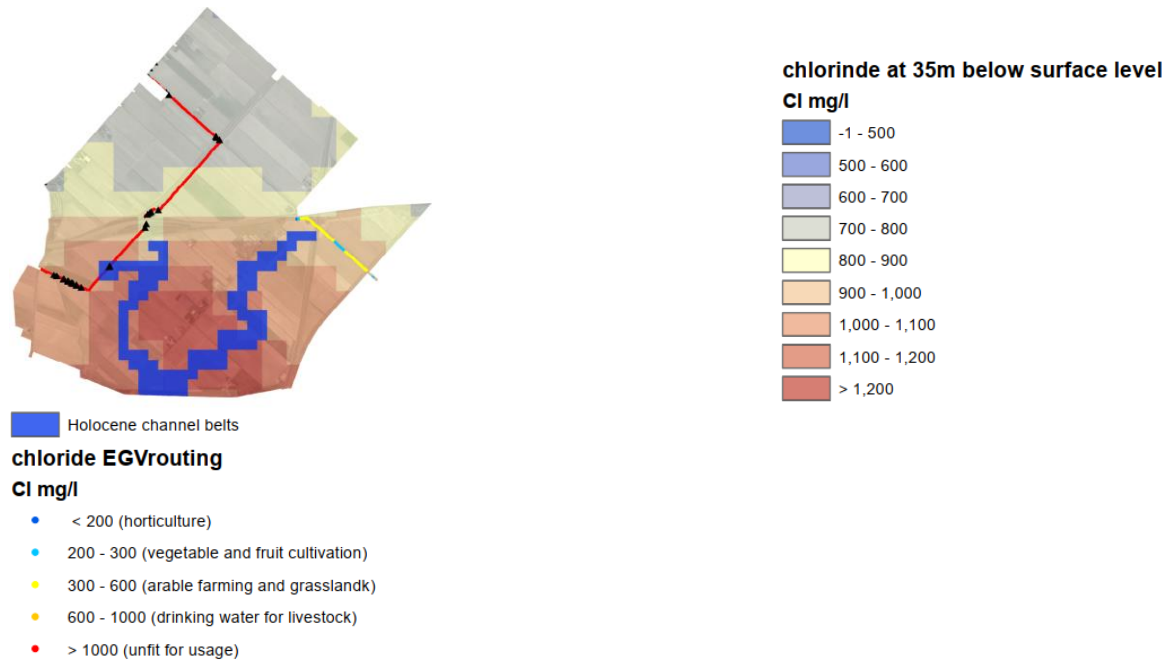 chlorinde at 35m below surface level
Cl mg/l
-1 - 500
500 - 600
600 - 700
700 - 800
800 - 900
900 - 1,000
1,000 - 1,100
1,100 - 1,200
> 1,200
Holocene channel belts
chloride EGVrouting
Cl mg/l
< 200 (horticulture)
200 - 300 (vegetable and fruit cultivation)
300 - 600 (arable farming and grasslandk)
600 - 1000 (drinking water for livestock)
> 1000 (unfit for usage)